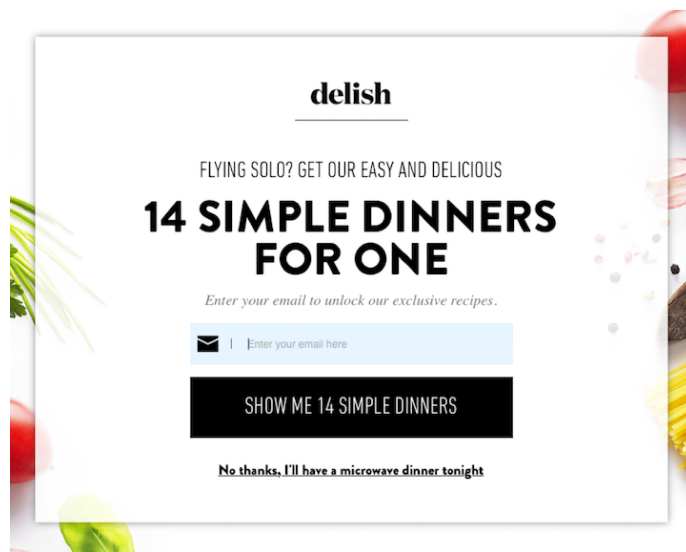 delish
FLYING SOLO? GET OUR EASY AND DELICIOUS
14 SIMPLE DINNERS
FOR ONE
Enter your email to unlock our exclusive recipes.
Enter your email here
SHOW ME 14 SIMPLE DINNERS
No thanks, I'll have a microwave dinner tonight